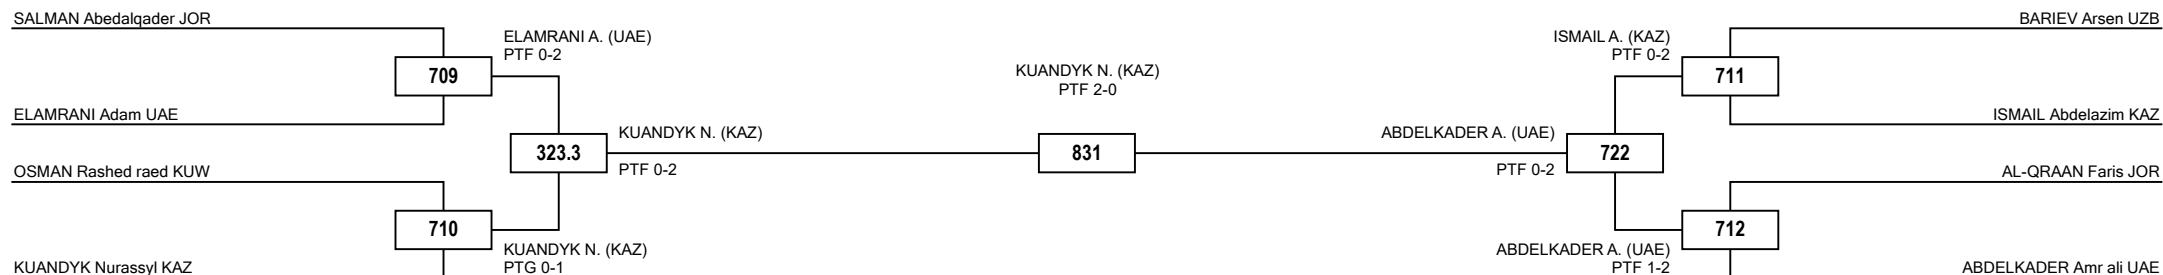 SALMAN Abedalqader JOR
ELAMRANI A. (UAE)
PTF 0-2
709
ELAMRANI Adam UAE
KUANDYK N. (KAZ)
323.3
PTF 0-2
OSMAN Rashed raed KUW
710
KUANDYK N. (KAZ)
PTG 0-1
KUANDYK Nurassyl KAZ
KUANDYK N. (KAZ)
PTF 2-0
831
BARIEV Arsen UZB
ISMAIL A. (KAZ)
PTF 0-2
711
ISMAIL Abdelazim KAZ
ABDELKADER A. (UAE)
722
PTF 0-2
AL-QRAAN Faris JOR
712
ABDELKADER A. (UAE)
PTF 1-2
ABDELKADER Amr ali UAE